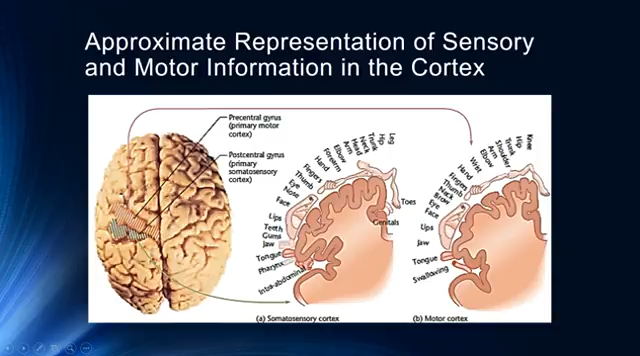 Approximate Representation of Sensory
and Motor Information in the Cortex
Precentral gyrus
(primary motor
cortex)
Postcentral gyrus
(primary
somatosensory
cortex)
Leg
Hip
Trunk
Neck
Head
Arm
Elbow
Forearm
Hand
Fingers
Thumb
Eye
Nose
Face
Lips
Teeth
Gums
Jaw
Tongue
Pharynx
Intra-abdominal
Toes
Genitals
(a) Somatosensory cortex
Knee
Hip
Trunk
Shoulder
Arm
Elbow
Wrist
Hand
Fingers
Thumb
Neck
Brow
Eye
Face
Lips
Jaw
Tongue
Swallowing
(b) Motor cortex